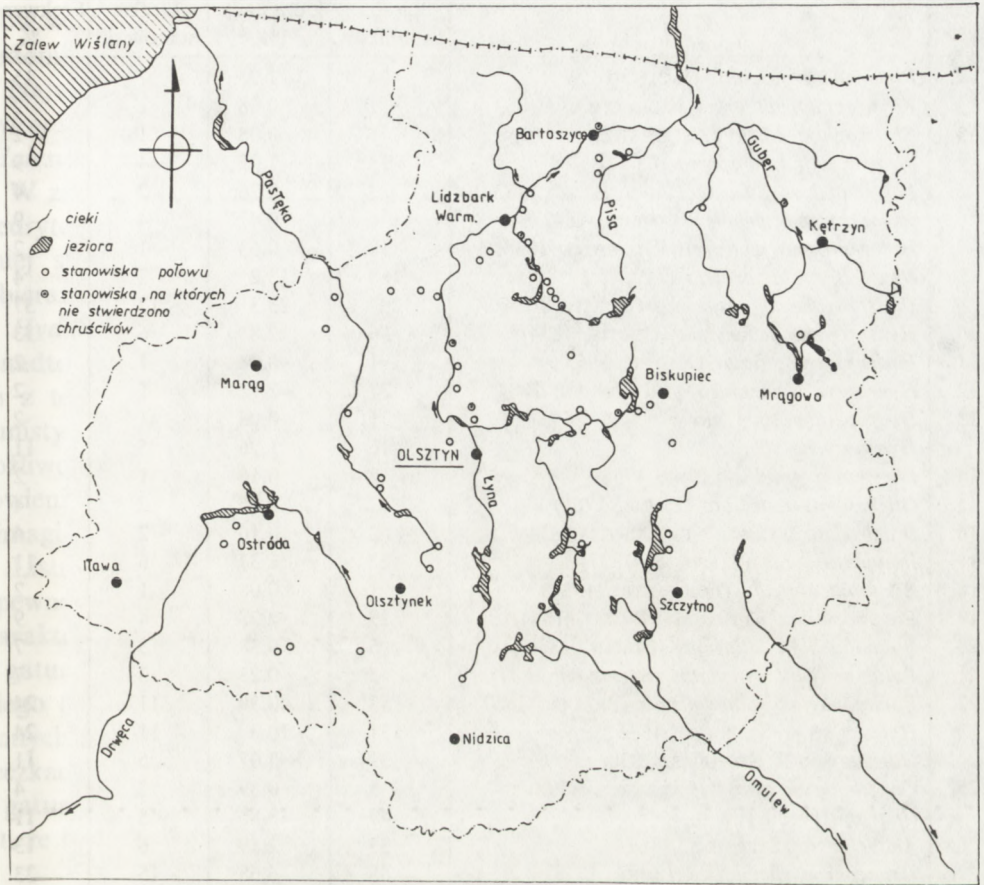 Zalew Wiślany
Pasłęka
cieki
jeziora
stanowiska połowu
stanowiska, na których
nie stwierdzono
chruścików
Bartoszyce
Lidzbark
Warm.
Pisa
Guber
Kętrzyn
Marąg
Biskupiec
Mrągowo
OLSZTYN
Łyna
Ostróda
Iława
Olsztynek
Szczytno
Drwęca
Nidzica
Omulew